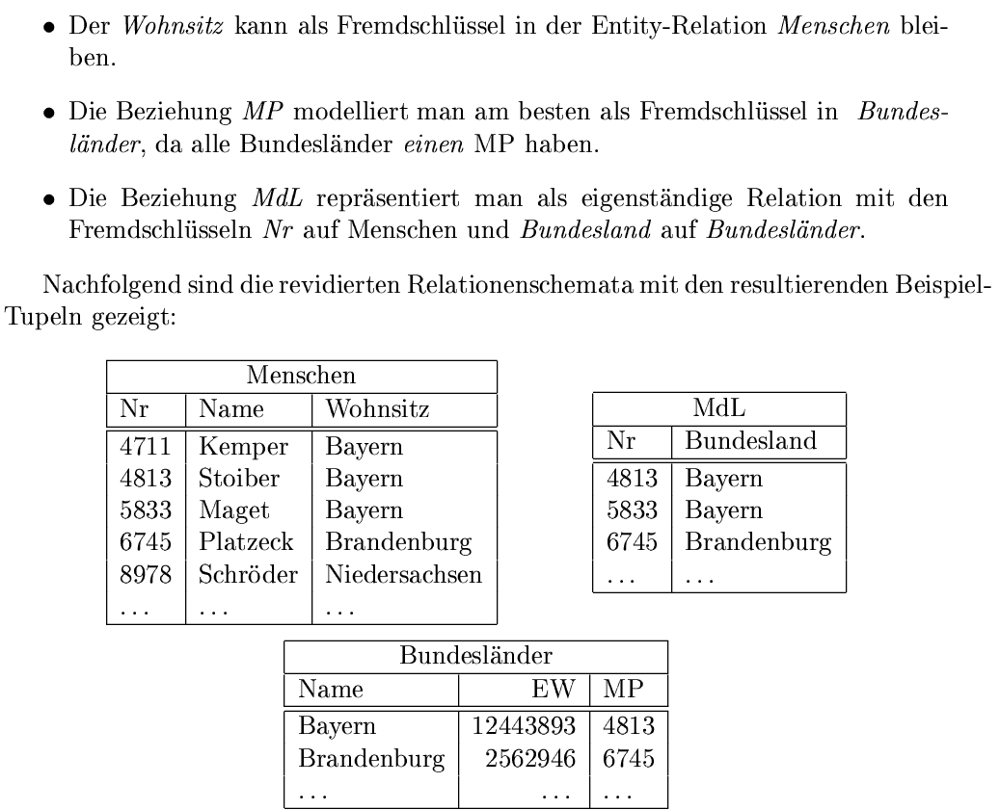 • Der Wohnsitz kann als Fremdschlüssel in der Entity-Relation Menschen blei-
ben.
• Die Beziehung MP modelliert man am besten als Fremdschlüssel in Bundes-
länder, da alle Bundesländer einen MP haben.
• Die Beziehung MdL repräsentiert man als eigenständige Relation mit den
Fremdschlüsseln Nr auf Menschen und Bundesland auf Bundesländer.
Nachfolgend sind die revidierten Relationenschemata mit den resultierenden Beispiel-
Tupeln gezeigt:
Menschen
Nr Name Wohnsitz
4711 Kemper Bayern
4813 Stoiber Bayern
5833 Maget Bayern
6745 Platzeck Brandenburg
8978 Schröder Niedersachsen
... ... ...
MdL
Nr Bundesland
4813 Bayern
5833 Bayern
6745 Brandenburg
... ...
Bundesländer
Name EW MP
Bayern 12443893 4813
Brandenburg 2562946 6745
... ... ...